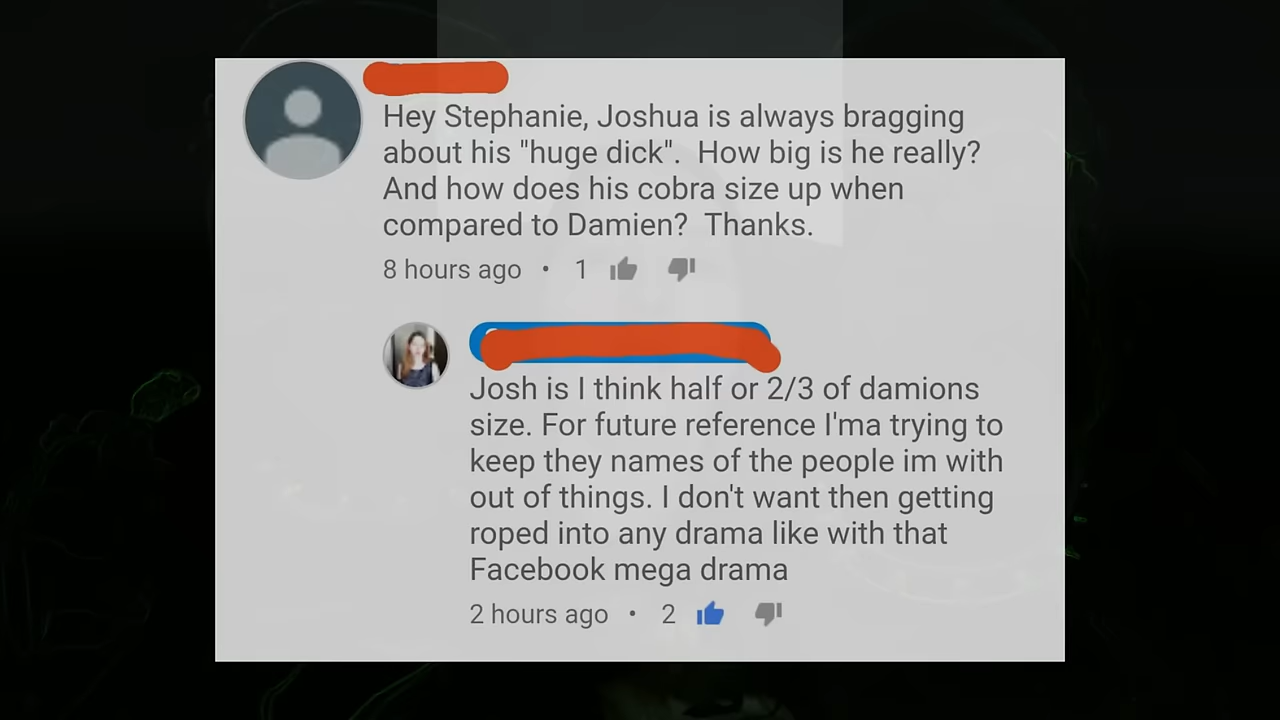 Hey Stephanie, Joshua is always bragging
about his "huge dick".  How big is he really?
And how does his cobra size up when
compared to Damien?  Thanks.
8 hours ago • 1
Josh is I think half or 2/3 of damions
size. For future reference I'ma trying to
keep they names of the people im with
out of things. I don't want then getting
roped into any drama like with that
Facebook mega drama
2 hours ago • 2